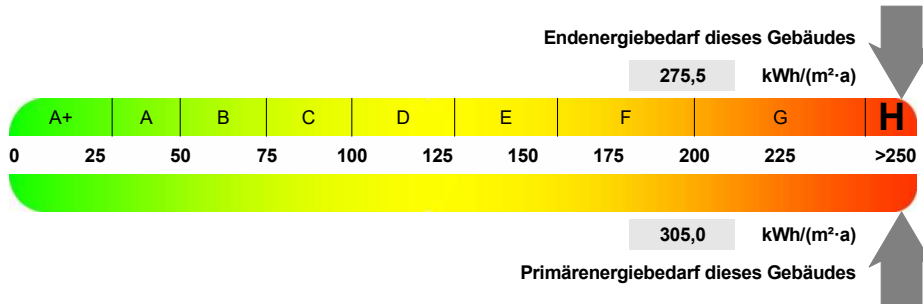 Endenergiebedarf dieses Gebäudes
275,5 kWh/(m²·a)
A+ A B C D E F G H
0 25 50 75 100 125 150 175 200 225 >250
305,0 kWh/(m²·a)
Primärenergiebedarf dieses Gebäudes